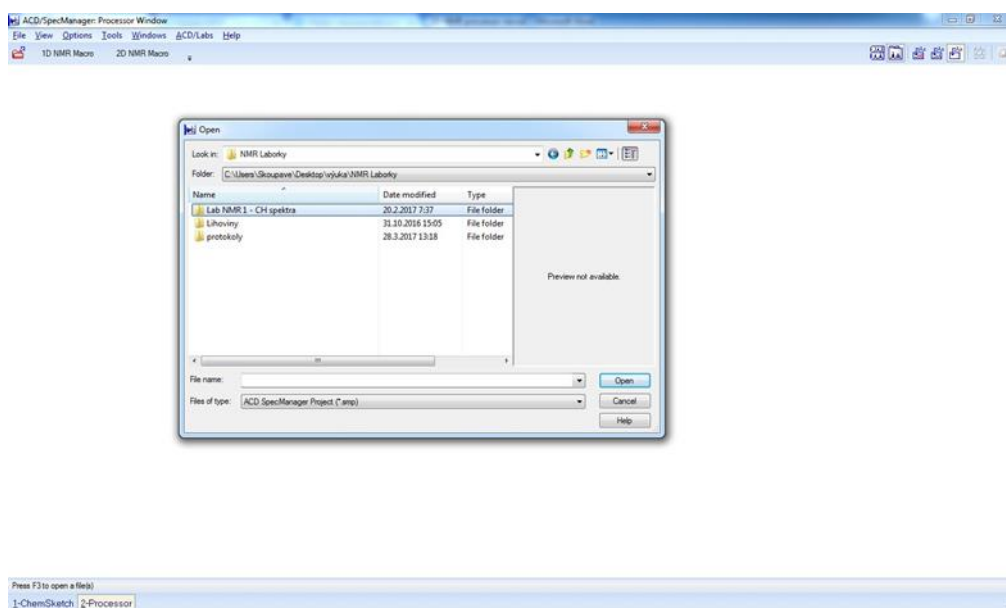 ACD/SpecManager: Processor Window
File View Options Tools Windows ACD/Labs Help
1D NMR Macro 2D NMR Macro
Open
Look in: NMR Laborky
Folder: C:\Users\Skoupave\Desktop\výuka\NMR Laborky
Name Date modified Type
Lab NMR 1 - CH spektra 20.2.2017 7:37 File folder
Lihoviny 31.10.2016 15:05 File folder
protokoly 28.3.2017 13:18 File folder
Preview not available.
File name: Open
Files of type: ACD SpecManager Project (*.smp) Cancel
Help
Press F3 to open a file(s)
1-ChemSketch 2-Processor